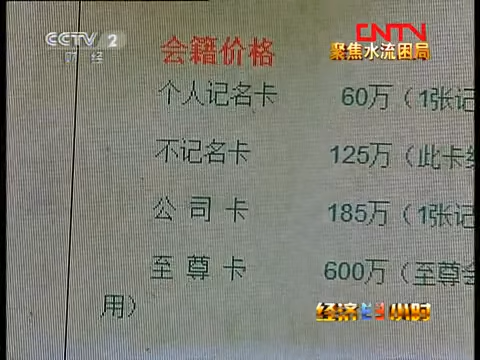 CCTV 2
财经
CNTV
聚焦水流困局
会籍价格
个人记名卡 60万（1张记
不记名卡 125万（此卡
公司卡 185万（1张记
至尊卡 600万（至尊会
用）
经济 小时